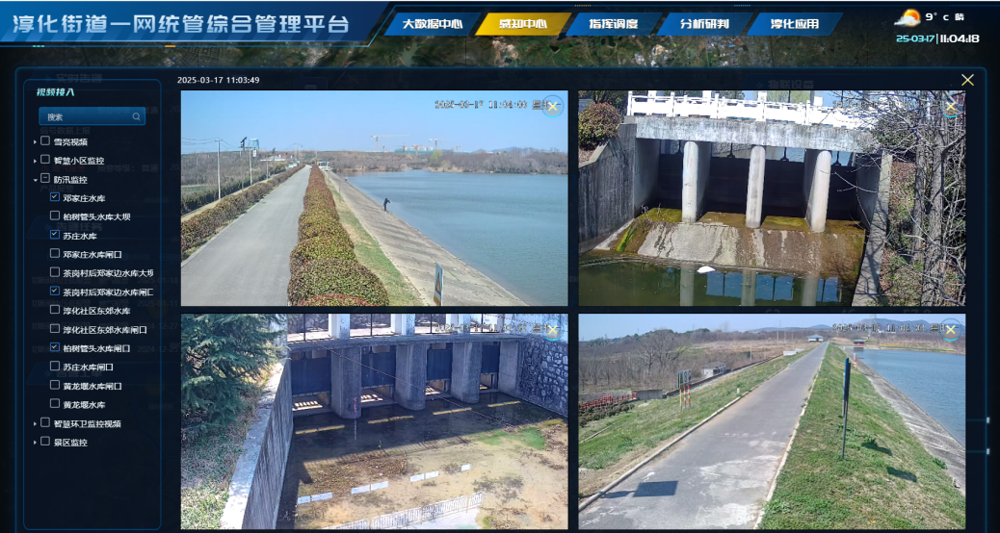 淳化街道一网统管综合管理平台
大数据中心
感知中心
指挥调度
分析研判
淳化应用
9° c 晴
25-03-17 11:04:18
视频接入
2025-03-17 11:03:49
搜索
雪亮视频
智慧小区监控
防汛监控
邓家庄水库
柏树管头水库大坝
苏庄水库
邓家庄水库闸口
茶岗村后郑家边水库大坝
茶岗村后郑家边水库闸口
淳化社区东郊水库
淳化社区东郊水库闸口
柏树管头水库闸口
苏庄水库闸口
黄龙堰水库闸口
黄龙堰水库
智慧环卫监控视频
景区监控